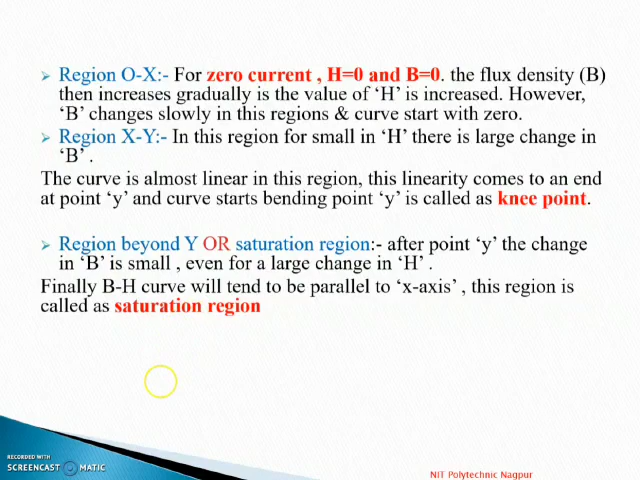 ➢ Region O-X:- For zero current , H=0 and B=0. the flux density (B)
then increases gradually is the value of ‘H’ is increased. However,
‘B’ changes slowly in this regions & curve start with zero.
➢ Region X-Y:- In this region for small in ‘H’ there is large change in
‘B’ .
The curve is almost linear in this region, this linearity comes to an end
at point ‘y’ and curve starts bending point ‘y’ is called as knee point.
➢ Region beyond Y OR saturation region:- after point ‘y’ the change
in ‘B’ is small , even for a large change in ‘H’ .
Finally B-H curve will tend to be parallel to ‘x-axis’ , this region is
called as saturation region
RECORDED WITH
SCREENCAST MATIC
NIT Polytechnic Nagpur